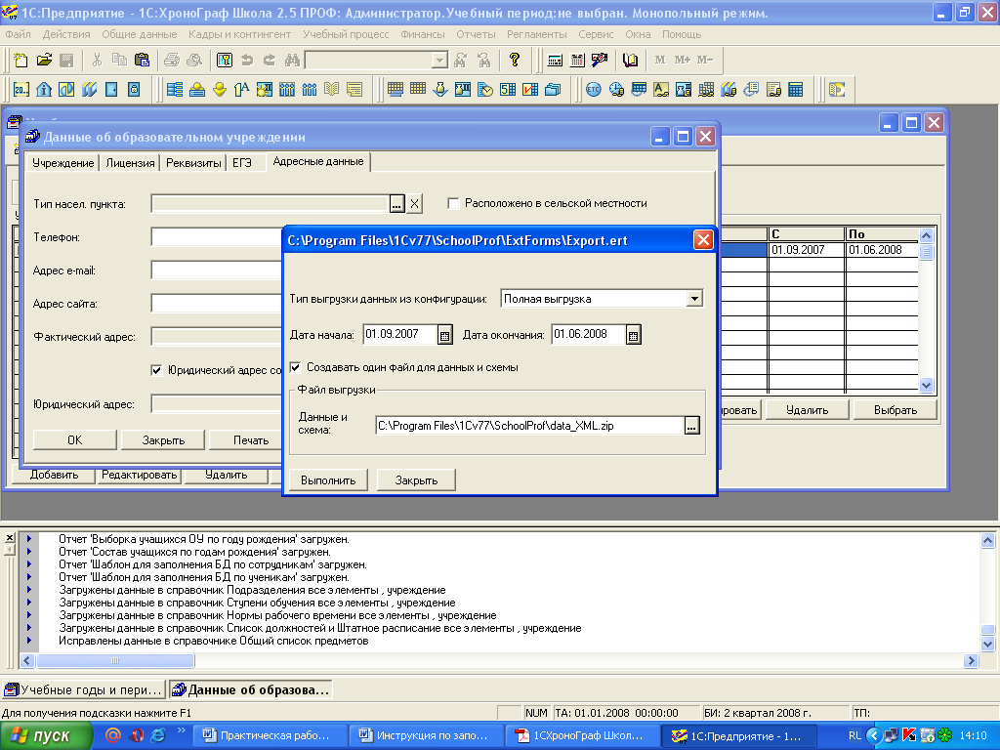 1С:Предприятие - 1С:ХроноГраф Школа 2.5 ПРОФ: Администратор.Учебный период:не выбран. Монопольный режим.
Файл Действия Общие данные Кадры и контингент Учебный процесс Финансы Отчеты Регламенты Сервис Окна Помощь
М М+ М−
Данные об образовательном учреждении
Учреждение Лицензия Реквизиты ЕГЭ Адресные данные
Тип насел. пункта: ... X Расположено в сельской местности
Телефон:
Адрес e-mail:
Адрес сайта:
Фактический адрес:
Юридический адрес со
Юридический адрес:
OK Закрыть Печать
C:\Program Files\1Cv77\SchoolProf\ExtForms\Export.ert
Тип выгрузки данных из конфигурации: Полная выгрузка
Дата начала: 01.09.2007 Дата окончания: 01.06.2008
Создавать один файл для данных и схемы
Файл выгрузки
Данные и
схема: C:\Program Files\1Cv77\SchoolProf\data_XML.zip ...
Выполнить Закрыть
С По
01.09.2007 01.06.2008
ровать Удалить Выбрать
Добавить Редактировать Удалить
Отчет 'Выборка учащихся ОУ по году рождения' загружен.
Отчет 'Состав учащихся по годам рождения' загружен.
Отчет 'Шаблон для заполнения БД по сотрудникам' загружен.
Отчет 'Шаблон для заполнения БД по ученикам' загружен.
Загружены данные в справочник Подразделения все элементы , учреждение
Загружены данные в справочник Ступени обучения все элементы , учреждение
Загружены данные в справочник Нормы рабочего времени все элементы , учреждение
Загружены данные в справочник Список должностей и Штатное расписание все элементы , учреждение
Исправлены данные в справочнике Общий список предметов
Учебные годы и пери... Данные об образова...
Для получения подсказки нажмите F1 NUM ТА: 01.01.2008 00:00:00 БИ: 2 квартал 2008 г. ТП:
пуск Практическая рабо... Инструкция по запо... 1СХроноГраф Школ... 1С:Предприятие - 1... RL 14:10